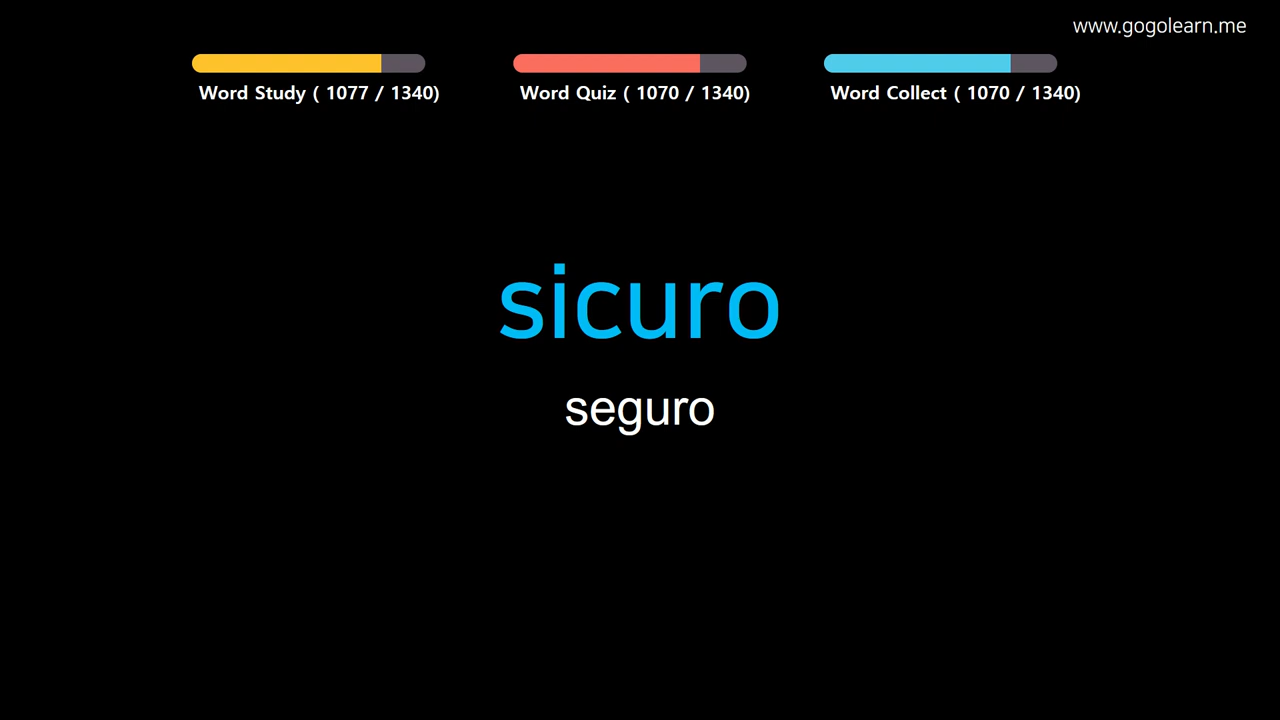 www.gogolearn.me
Word Study ( 1077 / 1340)
Word Quiz ( 1070 / 1340)
Word Collect ( 1070 / 1340)
sicuro
seguro